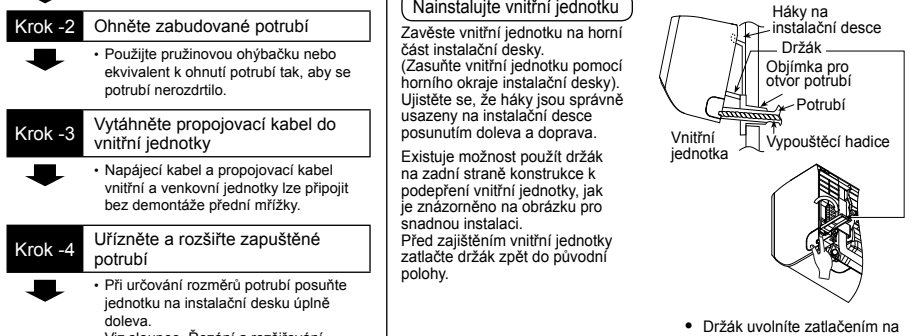 Krok -2 Ohněte zabudované potrubí
• Použijte pružinovou ohýbačku nebo
ekvivalent k ohnutí potrubí tak, aby se
potrubí nerozdrtilo.
Krok -3 Vytáhněte propojovací kabel do
vnitřní jednotky
• Napájecí kabel a propojovací kabel
vnitřní a venkovní jednotky lze připojit
bez demontáže přední mřížky.
Krok -4 Uřízněte a rozšiřte zapuštěné
potrubí
• Při určování rozměrů potrubí posuňte
jednotku na instalační desku úplně
doleva.
Nainstalujte vnitřní jednotku
Zavěste vnitřní jednotku na horní
část instalační desky.
(Zasuňte vnitřní jednotku pomocí
horního okraje instalační desky).
Ujistěte se, že háky jsou správně
usazeny na instalační desce
posunutím doleva a doprava.
Existuje možnost použít držák
na zadní straně konstrukce k
podepření vnitřní jednotky, jak
je znázorněno na obrázku pro
snadnou instalaci.
Před zajištěním vnitřní jednotky
zatlačte držák zpět do původní
polohy.
Háky na
instalační desce
Držák
Objímka pro
otvor potrubí
Potrubí
Vypouštěcí hadice
Vnitřní
jednotka
• Držák uvolníte zatlačením na